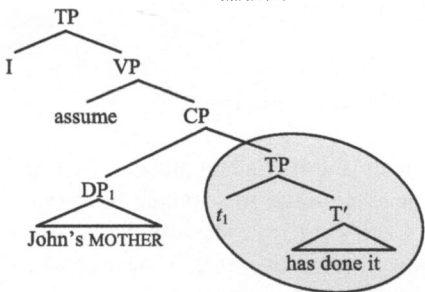 TP
I VP
assume CP
TP
DP₁
t₁ T′
John's MOTHER
has done it